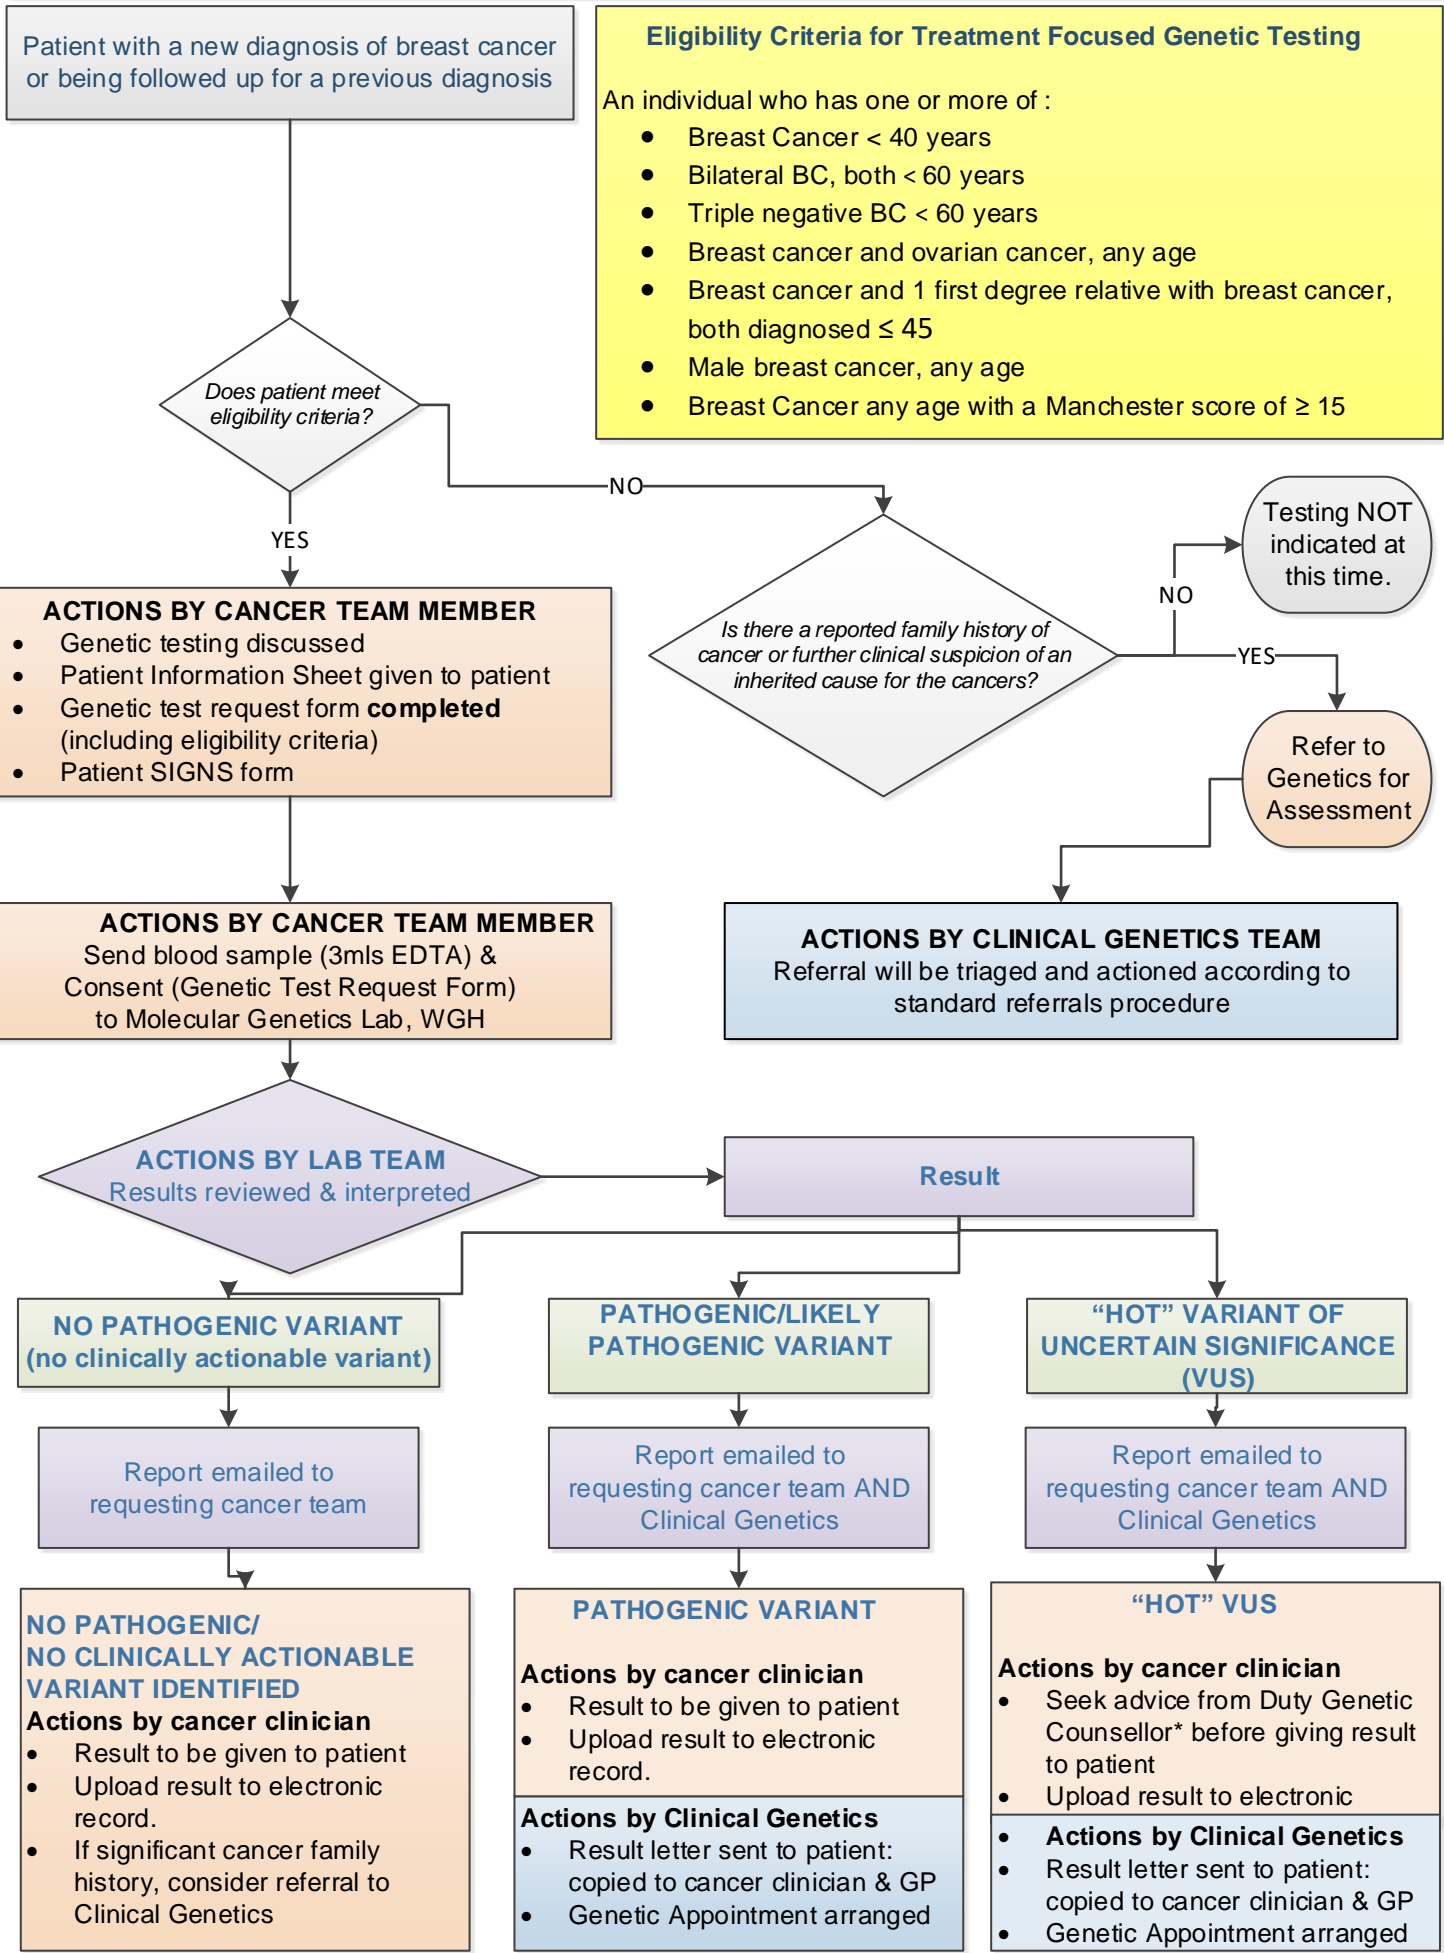 Patient with a new diagnosis of breast cancer
or being followed up for a previous diagnosis
Eligibility Criteria for Treatment Focused Genetic Testing
An individual who has one or more of :
• Breast Cancer < 40 years
• Bilateral BC, both < 60 years
• Triple negative BC < 60 years
• Breast cancer and ovarian cancer, any age
• Breast cancer and 1 first degree relative with breast cancer,
both diagnosed ≤ 45
• Male breast cancer, any age
• Breast Cancer any age with a Manchester score of ≥ 15
Does patient meet
eligibility criteria?
NO
YES
Testing NOT
indicated at
this time.
NO
Is there a reported family history of
cancer or further clinical suspicion of an
inherited cause for the cancers?
YES
Refer to
Genetics for
Assessment
ACTIONS BY CANCER TEAM MEMBER
• Genetic testing discussed
• Patient Information Sheet given to patient
• Genetic test request form completed
(including eligibility criteria)
• Patient SIGNS form
ACTIONS BY CANCER TEAM MEMBER
Send blood sample (3mls EDTA) &
Consent (Genetic Test Request Form)
to Molecular Genetics Lab, WGH
ACTIONS BY CLINICAL GENETICS TEAM
Referral will be triaged and actioned according to
standard referrals procedure
ACTIONS BY LAB TEAM
Results reviewed & interpreted
Result
NO PATHOGENIC VARIANT
(no clinically actionable variant)
PATHOGENIC/LIKELY
PATHOGENIC VARIANT
“HOT” VARIANT OF
UNCERTAIN SIGNIFICANCE
(VUS)
Report emailed to
requesting cancer team
Report emailed to
requesting cancer team AND
Clinical Genetics
Report emailed to
requesting cancer team AND
Clinical Genetics
NO PATHOGENIC/
NO CLINICALLY ACTIONABLE
VARIANT IDENTIFIED
Actions by cancer clinician
• Result to be given to patient
• Upload result to electronic
record.
• If significant cancer family
history, consider referral to
Clinical Genetics
PATHOGENIC VARIANT
Actions by cancer clinician
• Result to be given to patient
• Upload result to electronic
record.
Actions by Clinical Genetics
• Result letter sent to patient:
copied to cancer clinician & GP
• Genetic Appointment arranged
“HOT” VUS
Actions by cancer clinician
• Seek advice from Duty Genetic
Counsellor* before giving result
to patient
• Upload result to electronic
• Actions by Clinical Genetics
• Result letter sent to patient:
copied to cancer clinician & GP
• Genetic Appointment arranged